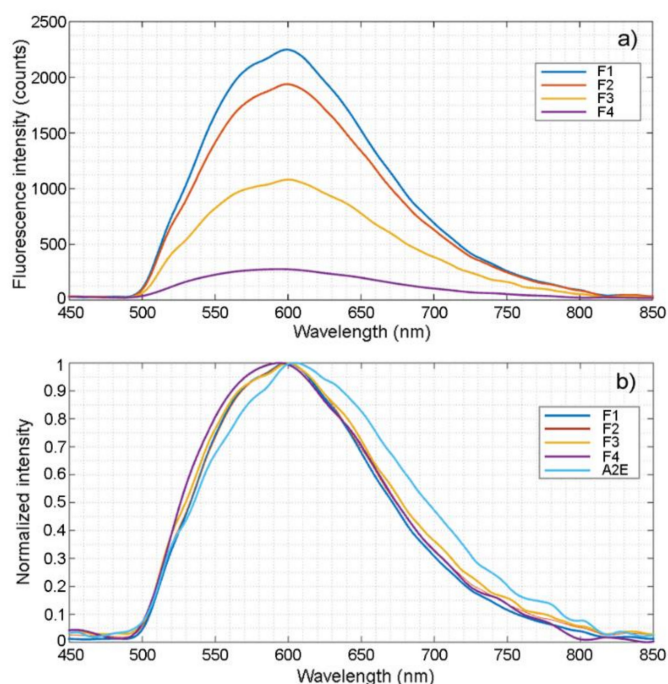 a)
Fluorescence intensity (counts)
2500
2000
1500
1000
500
0
F1
F2
F3
F4
450 500 550 600 650 700 750 800 850
Wavelength (nm)
b)
Normalized intensity
1
0.9
0.8
0.7
0.6
0.5
0.4
0.3
0.2
0.1
0
F1
F2
F3
F4
A2E
450 500 550 600 650 700 750 800 850
Wavelength (nm)